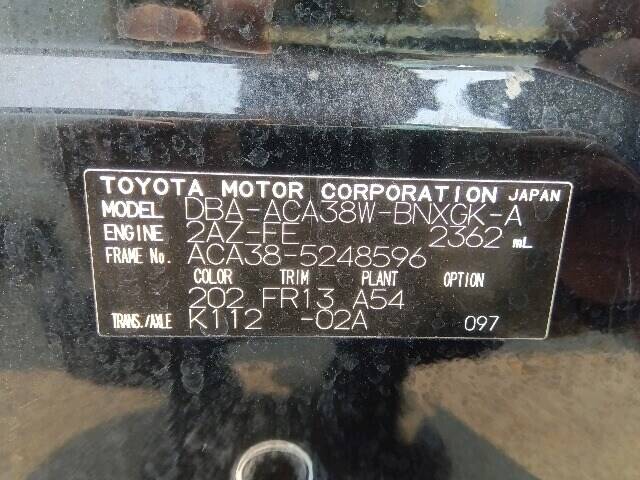 TOYOTA MOTOR CORPORATION JAPAN
MODEL DBA-ACA38W-BNXGK-A
ENGINE 2AZ-FE 2362 mL
FRAME No. ACA38-5248596
COLOR TRIM PLANT OPTION
202 FR13 A54
TRANS./AXLE K112 -02A 097